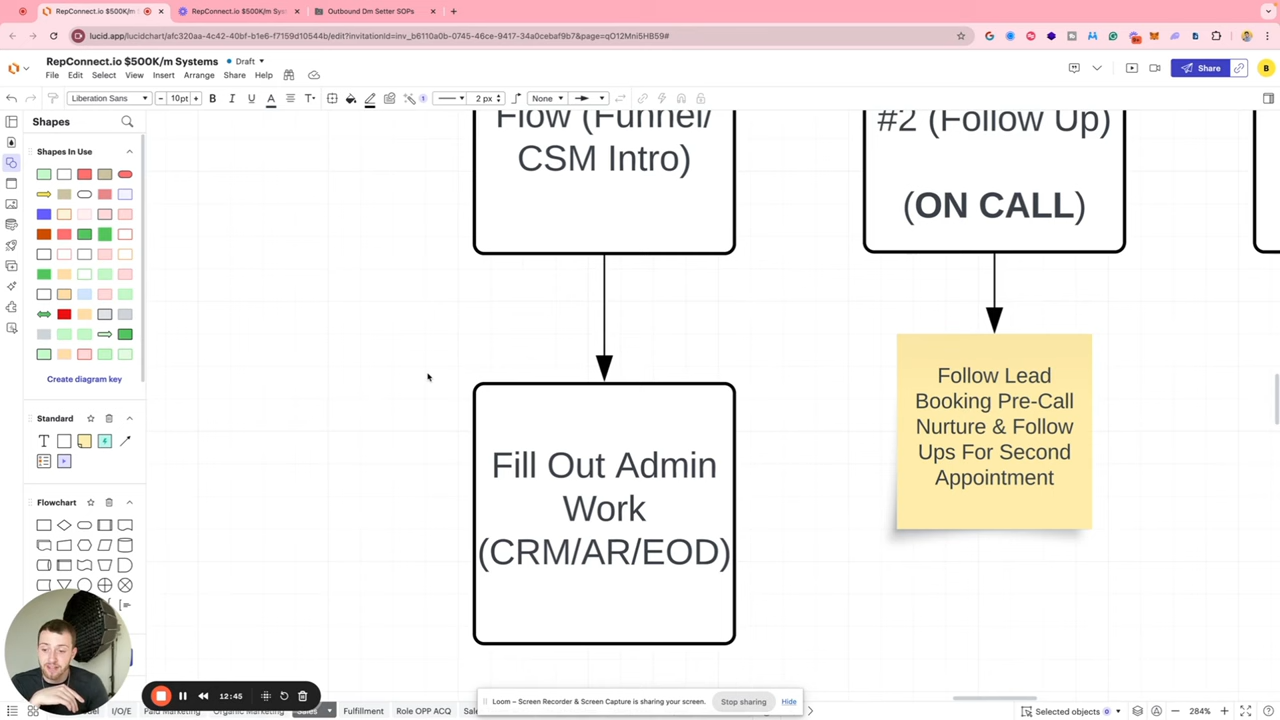 RepConnect.io $500K/m
RepConnect.io $500K/m Syste
Outbound Dm Setter SOPs
lucid.app/lucidchart/afc320aa-4c42-40bf-b1e6-f7159d10544b/edit?invitationId=inv_b6110a0b-0745-46ce-9417-34a0cebaf9b7&page=qO12Mni5HB59#
RepConnect.io $500K/m Systems
Draft
File Edit Select View Insert Arrange Share Help
Share
B
Liberation Sans
10pt
B I U A T
2 px
None
Shapes
Shapes In Use
Create diagram key
Standard
T
Flowchart
Flow (Funnel/
CSM Intro)
Fill Out Admin
Work
(CRM/AR/EOD)
#2 (Follow Up)
(ON CALL)
Follow Lead
Booking Pre-Call
Nurture & Follow
Ups For Second
Appointment
12:45
Loom – Screen Recorder & Screen Capture is sharing your screen.
Stop sharing
Hide
I/O/E
Paid Marketing
Organic Marketing
Sales
Fulfillment
Role OPP ACQ
Sal
Selected objects 0
284%